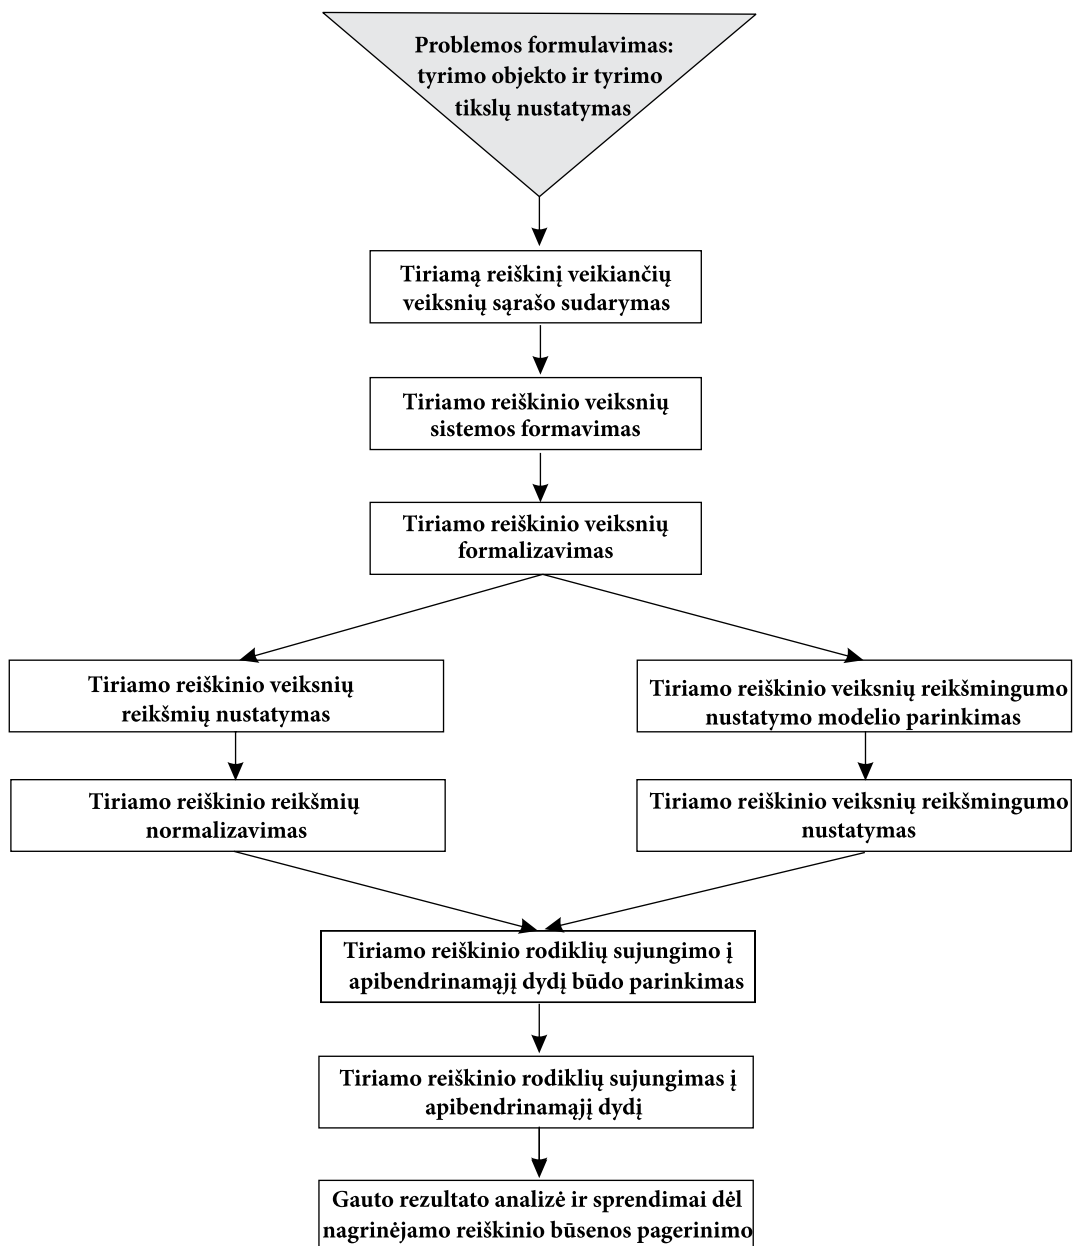 Problemos formulavimas:
tyrimo objekto ir tyrimo
tikslų nustatymas
Tiriamą reiškinį veikiančių
veiksnių sąrašo sudarymas
Tiriamo reiškinio veiksnių
sistemos formavimas
Tiriamo reiškinio veiksnių
formalizavimas
Tiriamo reiškinio veiksnių
reikšmių nustatymas
Tiriamo reiškinio veiksnių reikšmingumo
nustatymo modelio parinkimas
Tiriamo reiškinio reikšmių
normalizavimas
Tiriamo reiškinio veiksnių reikšmingumo
nustatymas
Tiriamo reiškinio rodiklių sujungimo į
apibendrinamąjį dydį būdo parinkimas
Tiriamo reiškinio rodiklių sujungimas į
apibendrinamąjį dydį
Gauto rezultato analizė ir sprendimai dėl
nagrinėjamo reiškinio būsenos pagerinimo